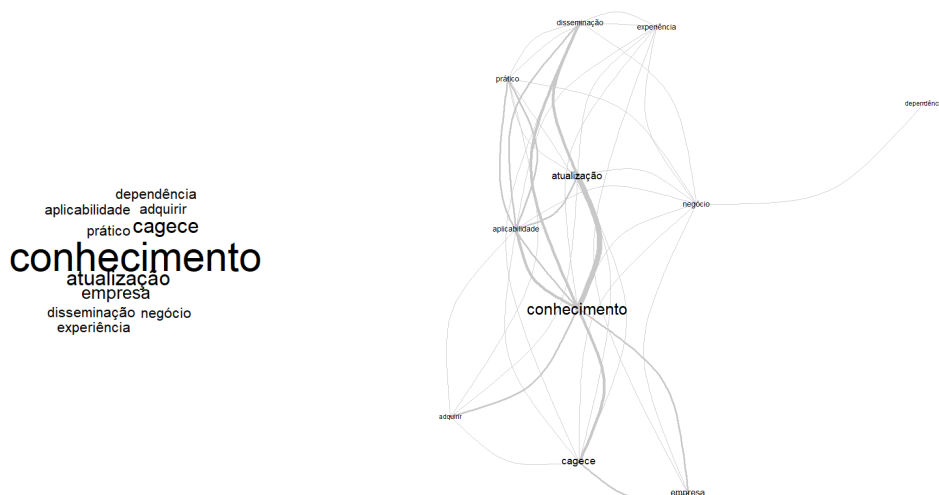 dependência
aplicabilidade adquirir
prático cagece
conhecimento
atualização
empresa
disseminação negócio
experiência
disseminação
experiência
prático
dependênc
atualização
negócio
aplicabilidade
conhecimento
adquirir
cagece
empresa